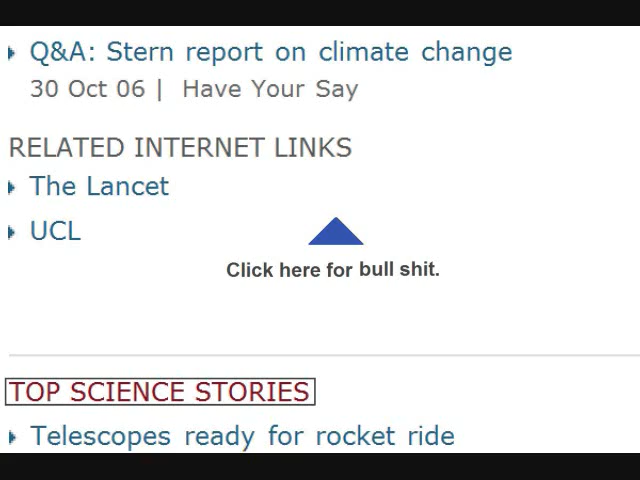 Q&A: Stern report on climate change
30 Oct 06 | Have Your Say
RELATED INTERNET LINKS
The Lancet
UCL
Click here for bull shit.
TOP SCIENCE STORIES
Telescopes ready for rocket ride